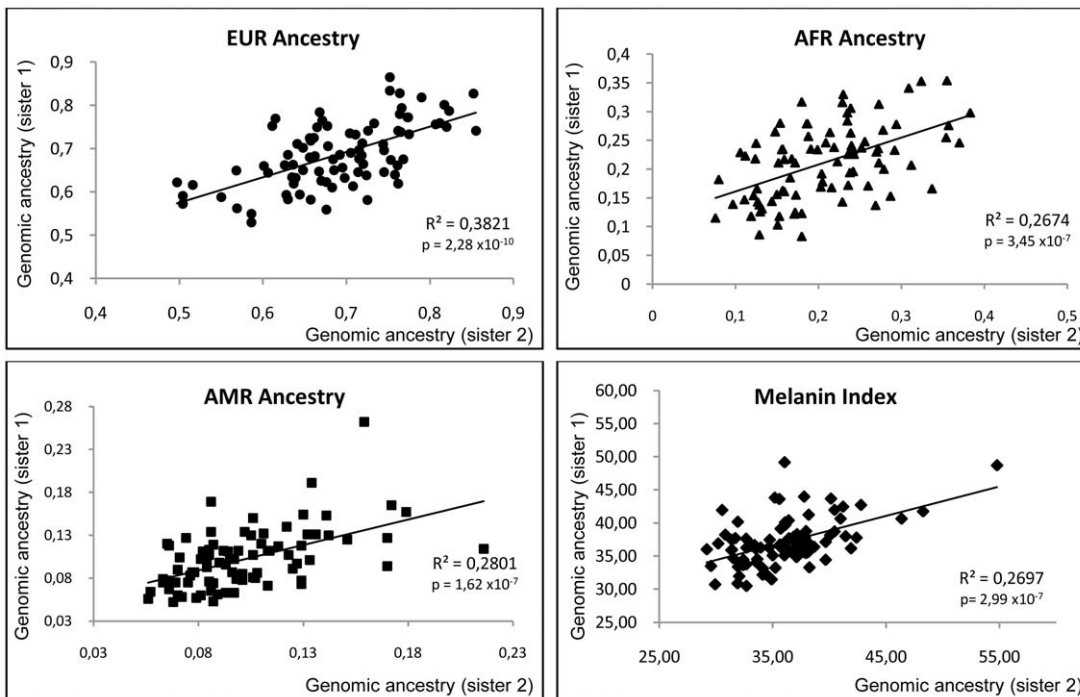 EUR Ancestry
Genomic ancestry (sister 1)
0,9
0,8
0,7
0,6
0,5
0,4
R² = 0,3821
p = 2,28 x10⁻¹⁰
0,4 0,5 0,6 0,7 0,8 0,9
Genomic ancestry (sister 2)
AFR Ancestry
Genomic ancestry (sister 1)
0,4
0,35
0,3
0,25
0,2
0,15
0,1
0,05
0
R² = 0,2674
p = 3,45 x10⁻⁷
0 0,1 0,2 0,3 0,4 0,5
Genomic ancestry (sister 2)
AMR Ancestry
Genomic ancestry (sister 1)
0,28
0,23
0,18
0,13
0,08
0,03
R² = 0,2801
p = 1,62 x10⁻⁷
0,03 0,08 0,13 0,18 0,23
Genomic ancestry (sister 2)
Melanin Index
Genomic ancestry (sister 1)
60,00
55,00
50,00
45,00
40,00
35,00
30,00
25,00
R² = 0,2697
p= 2,99 x10⁻⁷
25,00 35,00 45,00 55,00
Genomic ancestry (sister 2)